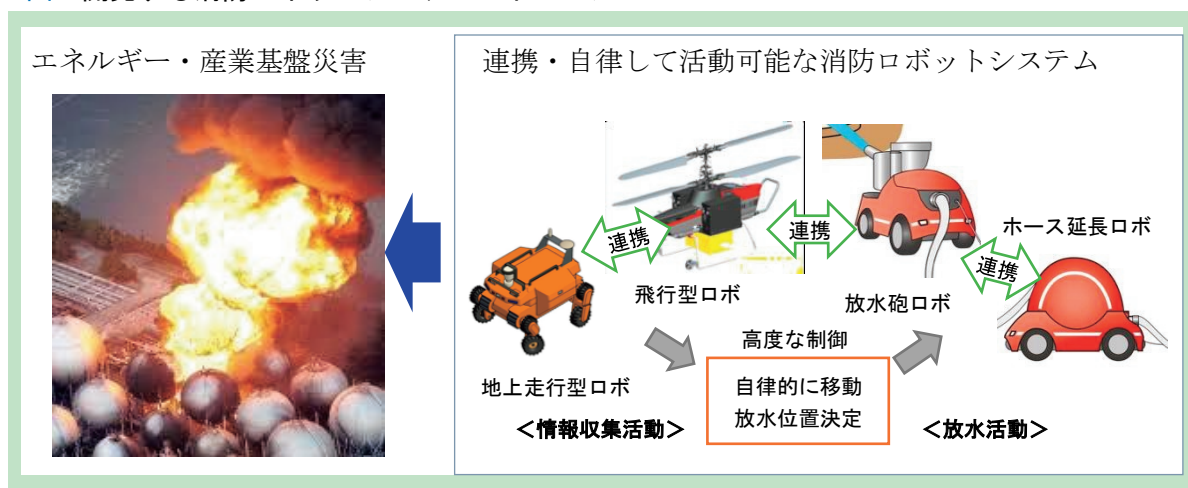 エネルギー・産業基盤災害
連携・自律して活動可能な消防ロボットシステム
連携
連携
ホース延長ロボ
連携
飛行型ロボ
放水砲ロボ
高度な制御
地上走行型ロボ
自律的に移動
放水位置決定
＜情報収集活動＞
＜放水活動＞